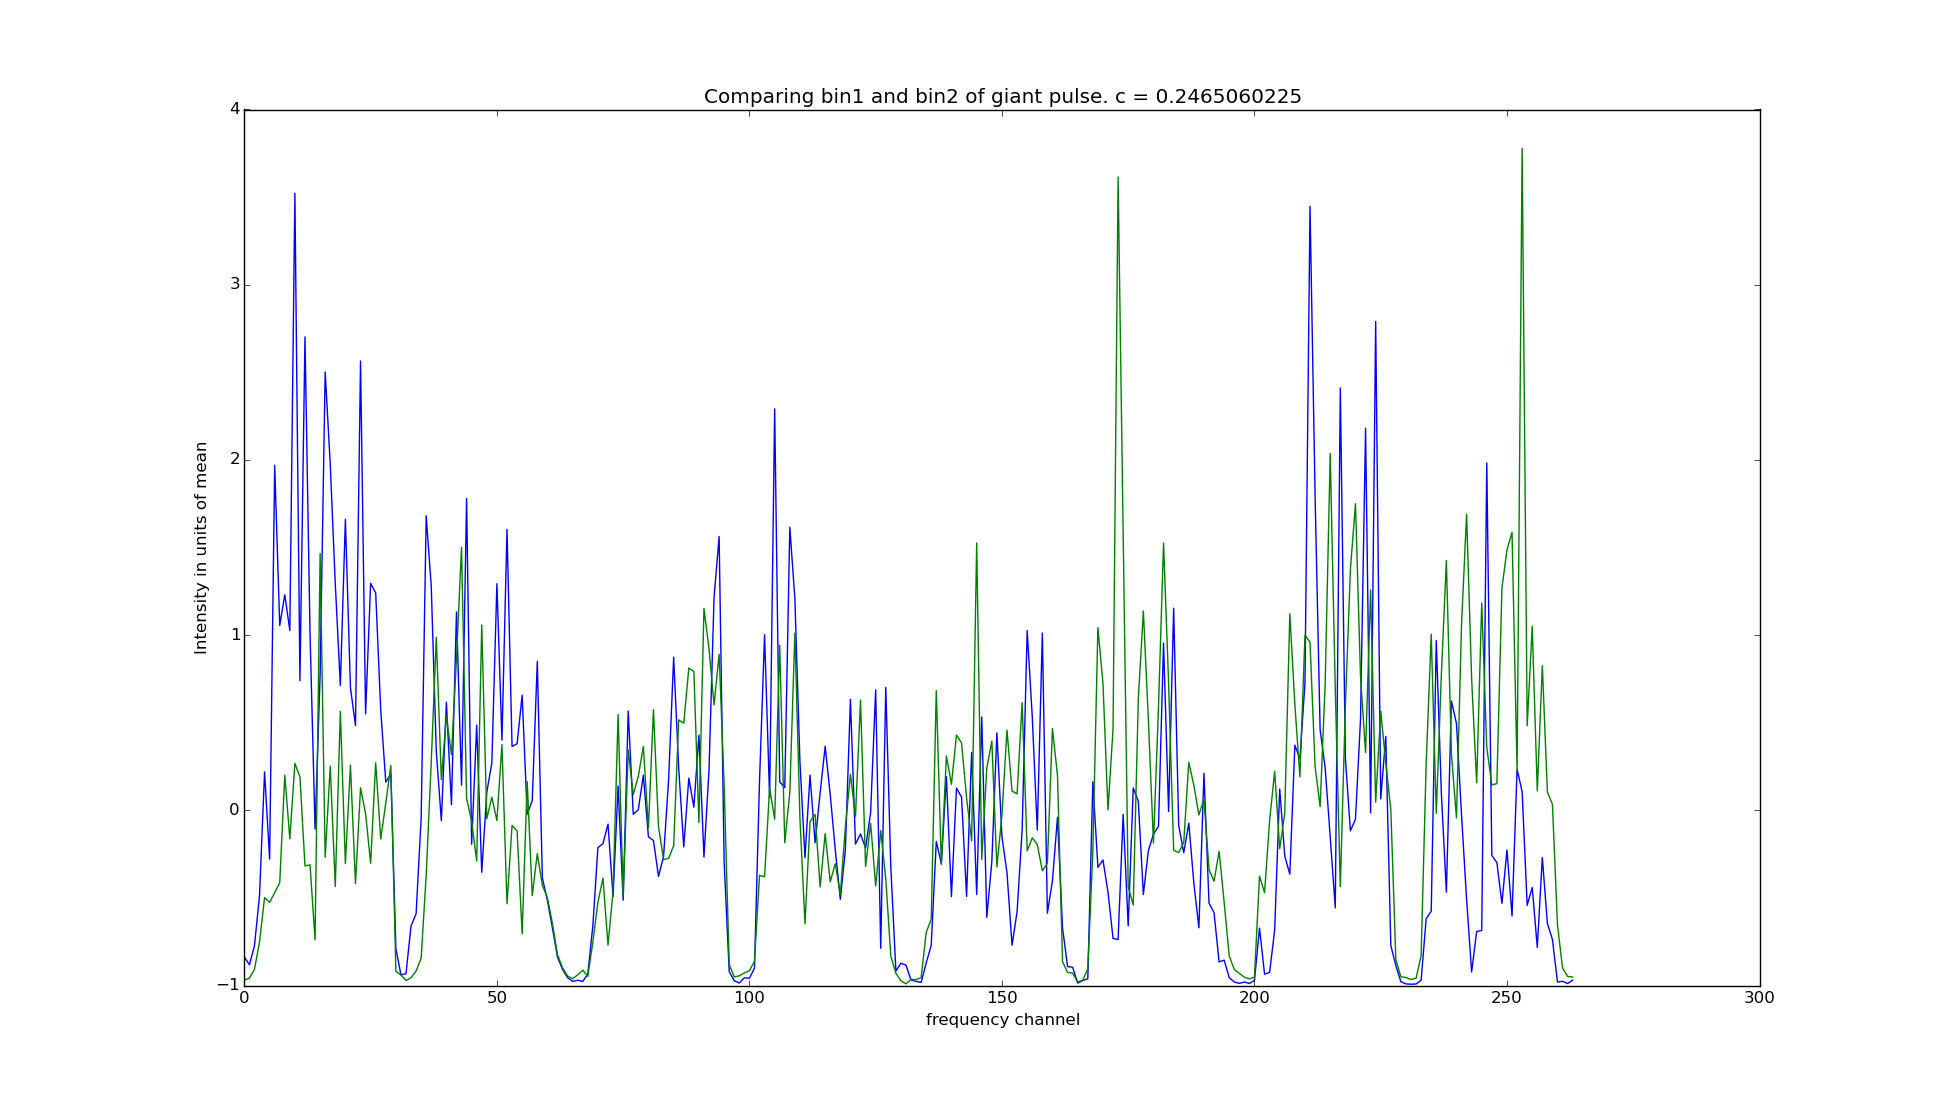 Comparing bin1 and bin2 of giant pulse. c = 0.2465060225
4
3
2
1
0
−1
Intensity in units of mean
0 50 100 150 200 250 300
frequency channel